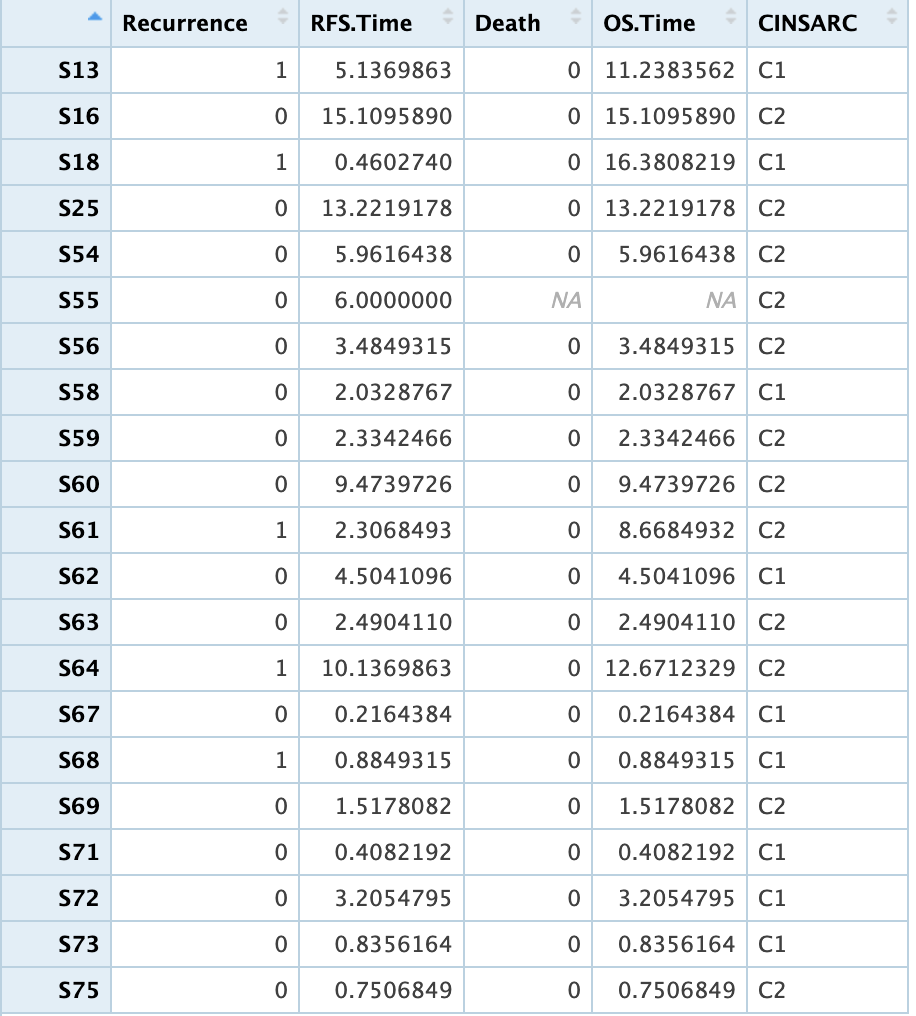 Recurrence RFS.Time Death OS.Time CINSARC
S13 1 5.1369863 0 11.2383562 C1
S16 0 15.1095890 0 15.1095890 C2
S18 1 0.4602740 0 16.3808219 C1
S25 0 13.2219178 0 13.2219178 C2
S54 0 5.9616438 0 5.9616438 C2
S55 0 6.0000000 NA NA C2
S56 0 3.4849315 0 3.4849315 C2
S58 0 2.0328767 0 2.0328767 C1
S59 0 2.3342466 0 2.3342466 C2
S60 0 9.4739726 0 9.4739726 C2
S61 1 2.3068493 0 8.6684932 C2
S62 0 4.5041096 0 4.5041096 C1
S63 0 2.4904110 0 2.4904110 C2
S64 1 10.1369863 0 12.6712329 C2
S67 0 0.2164384 0 0.2164384 C1
S68 1 0.8849315 0 0.8849315 C1
S69 0 1.5178082 0 1.5178082 C2
S71 0 0.4082192 0 0.4082192 C1
S72 0 3.2054795 0 3.2054795 C1
S73 0 0.8356164 0 0.8356164 C1
S75 0 0.7506849 0 0.7506849 C2